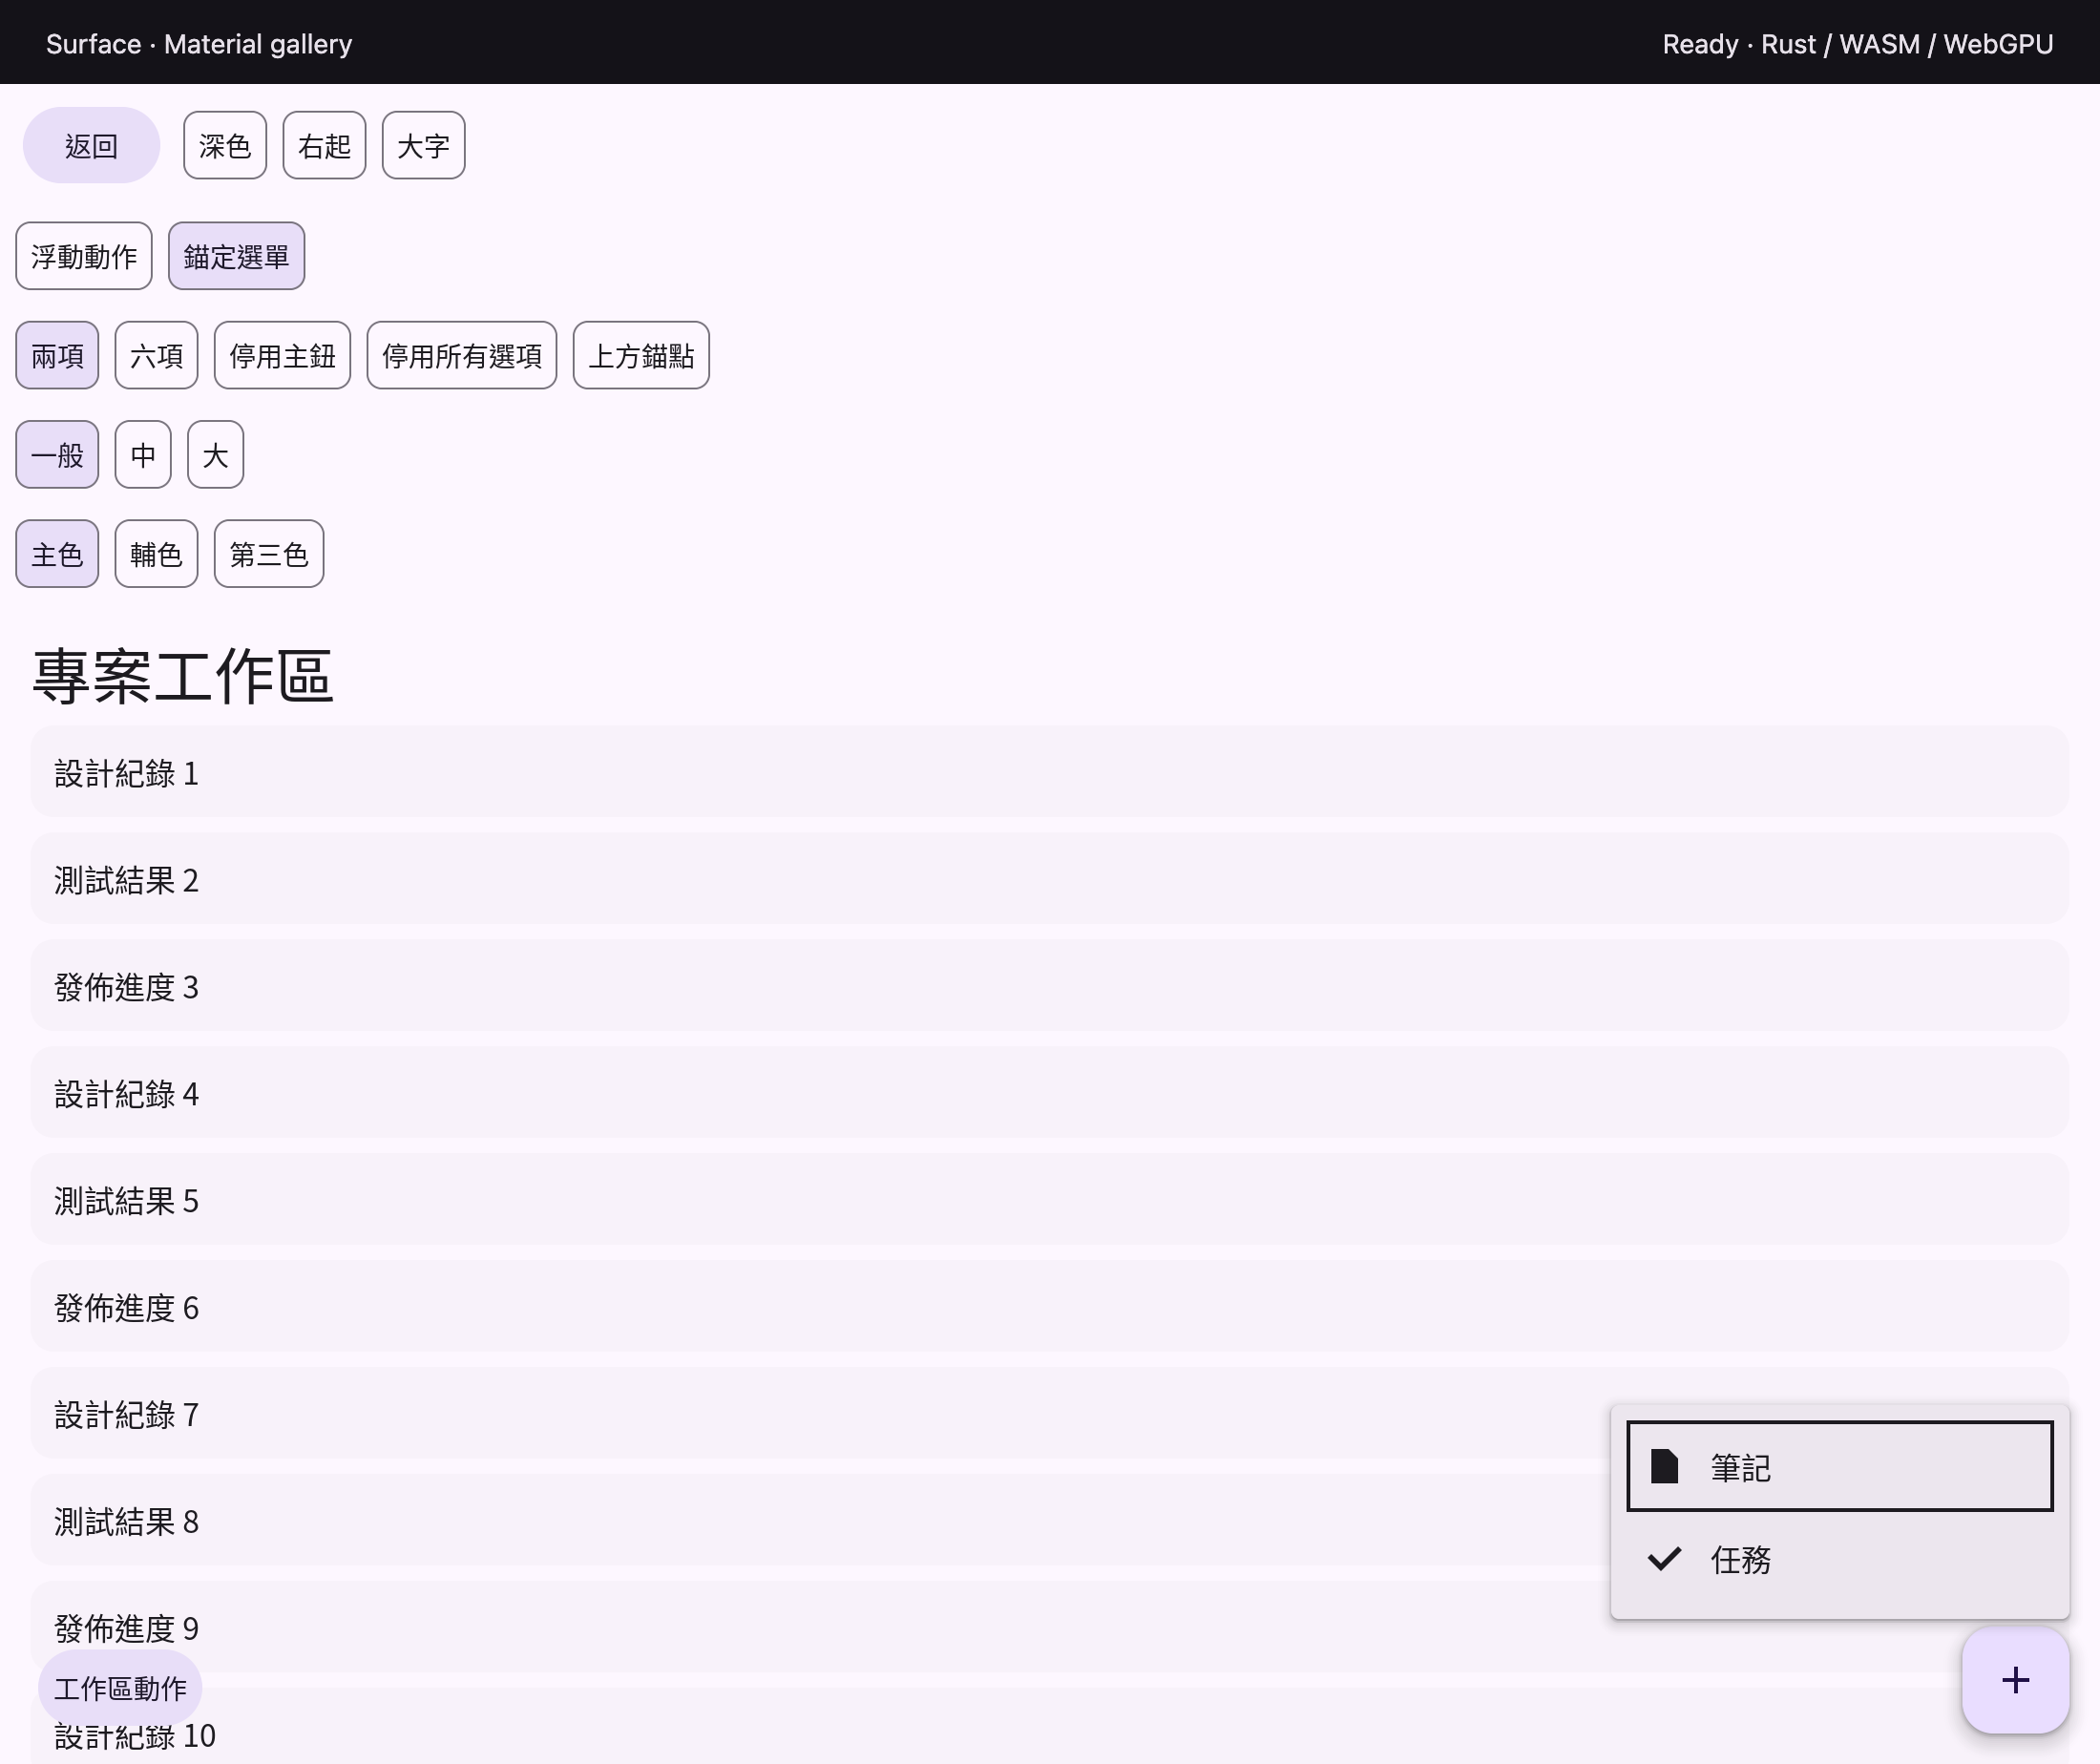 Surface · Material gallery
Ready · Rust / WASM / WebGPU
返回 深色 右起 大字
浮動動作 錨定選單
兩項 六項 停用主鈕 停用所有選項 上方錨點
一般 中 大
主色 輔色 第三色
專案工作區
設計紀錄 1
測試結果 2
發佈進度 3
設計紀錄 4
測試結果 5
發佈進度 6
設計紀錄 7
筆記
測試結果 8
任務
發佈進度 9
工作區動作
設計紀錄 10